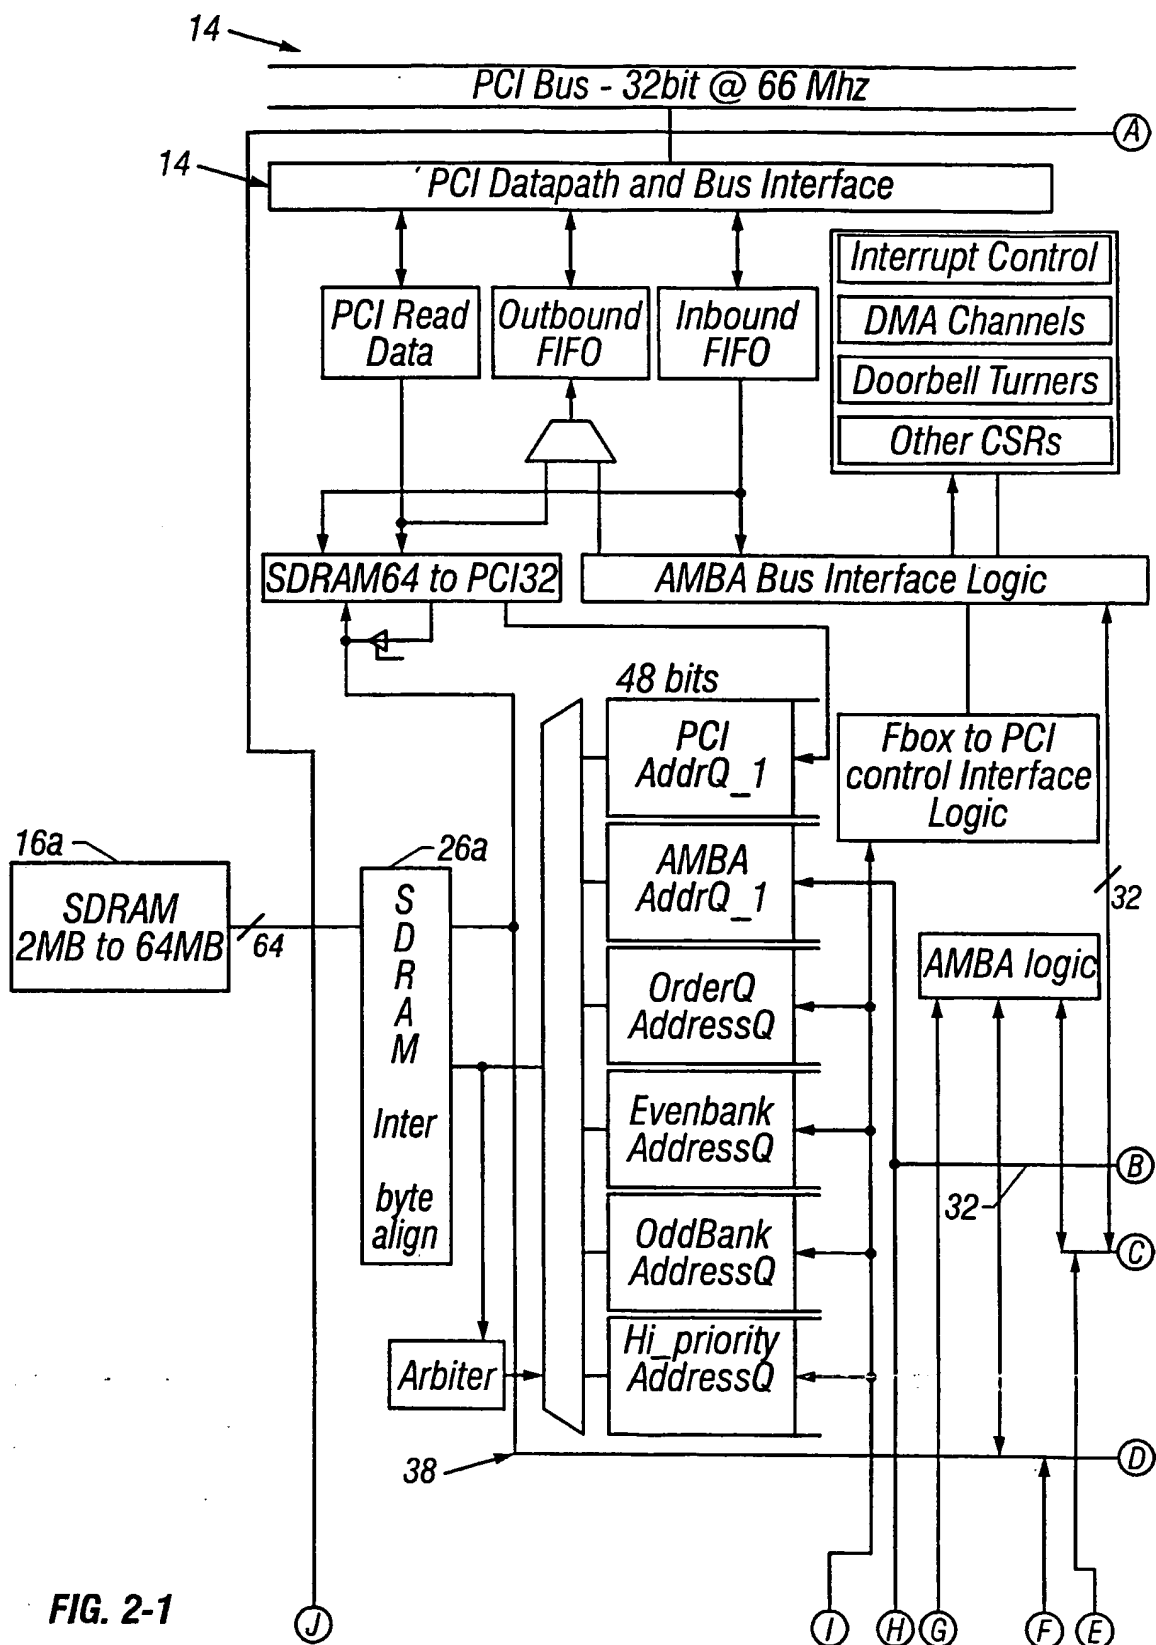 14
PCI Bus - 32bit @ 66 Mhz
A
14
PCI Datapath and Bus Interface
Interrupt Control
DMA Channels
Doorbell Turners
Other CSRs
PCI Read
Data
Outbound
FIFO
Inbound
FIFO
SDRAM64 to PCI32
AMBA Bus Interface Logic
48 bits
PCI
AddrQ_1
Fbox to PCI
control Interface
Logic
16a
SDRAM
2MB to 64MB
64
26a
S
D
R
A
M
Inter
byte
align
AMBA
AddrQ_1
32
AMBA logic
OrderQ
AddressQ
Evenbank
AddressQ
B
32
OddBank
AddressQ
C
Hi_priority
AddressQ
Arbiter
38
D
FIG. 2-1
J
I
H
G
F
E